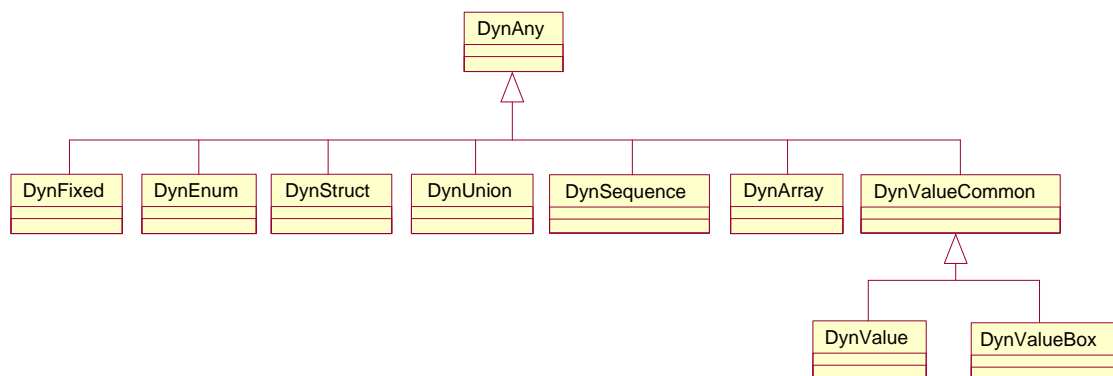 DynAny
DynFixed
DynEnum
DynStruct
DynUnion
DynSequence
DynArray
DynValueCommon
DynValue
DynValueBox